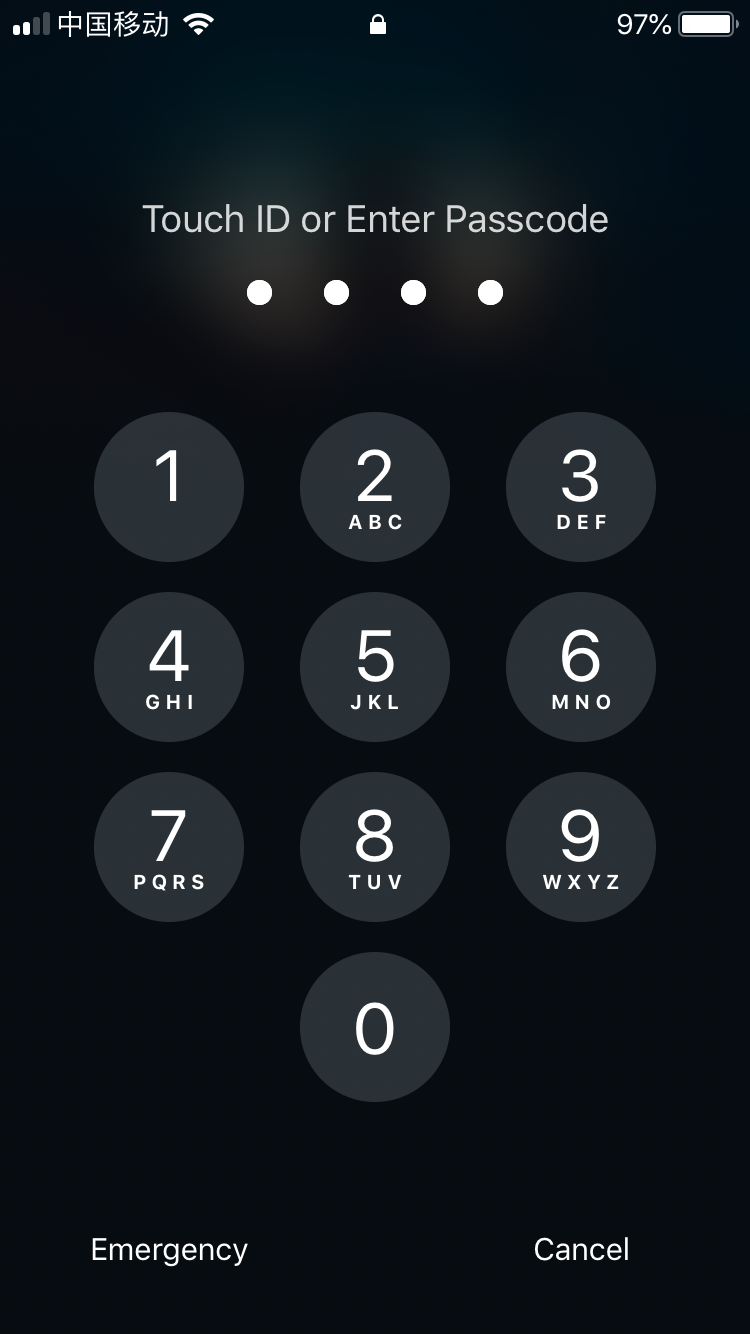 中国移动 97%
Touch ID or Enter Passcode
1 2 3
ABC DEF
4 5 6
GHI JKL MNO
7 8 9
PQRS TUV WXYZ
0
Emergency Cancel